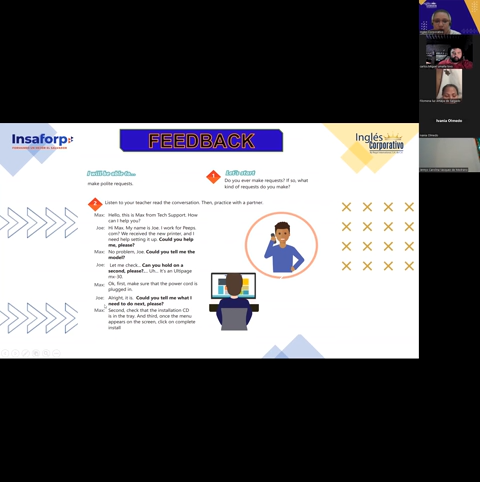 Insaforp
FEEDBACK
Inglés
Corporativo
I will be able to...
make polite requests.
1
Let's start
Do you ever make requests? If so, what
kind of requests do you make?
2
Listen to your teacher read the conversation. Then, practice with a partner.
Max: Hello, this is Max from Tech Support. How
can I help you?
Joe: Hi Max. My name is Joe. I work for Peeps.
com? We received the new printer, and I
need help setting it up. Could you help
me, please?
Max: No problem, Joe. Could you tell me
the model?
Joe: Let me check... Can you hold on a
second, please?... Uh... It's an Ultipage
mx-30.
Max: Ok, first, make sure that the power cord is
plugged in.
Joe: Alright, it is. Could you tell me what I
need to do next, please?
Max: Second, check that the installation CD
is in the tray. And third, once the menu
appears on the screen, click on complete
install
Irania Olmedo